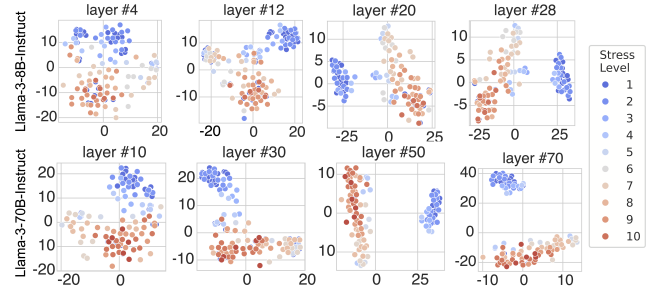 layer #4 layer #12 layer #20 layer #28
Llama-3-8B-Instruct
10 0 -10 -20
0 20
10 0 -10
-20 0 20
10 5 0 -5
-25 0 25
10 5 0 -5
-25 0 25
layer #10 layer #30 layer #50 layer #70
Llama-3-70B-Instruct
20 10 0 -10 -20
0
20 10 0 -10
0 20
10 0 10
0 25
40 20 0 -20
-10 0 10
Stress
Level
1
2
3
4
5
6
7
8
9
10